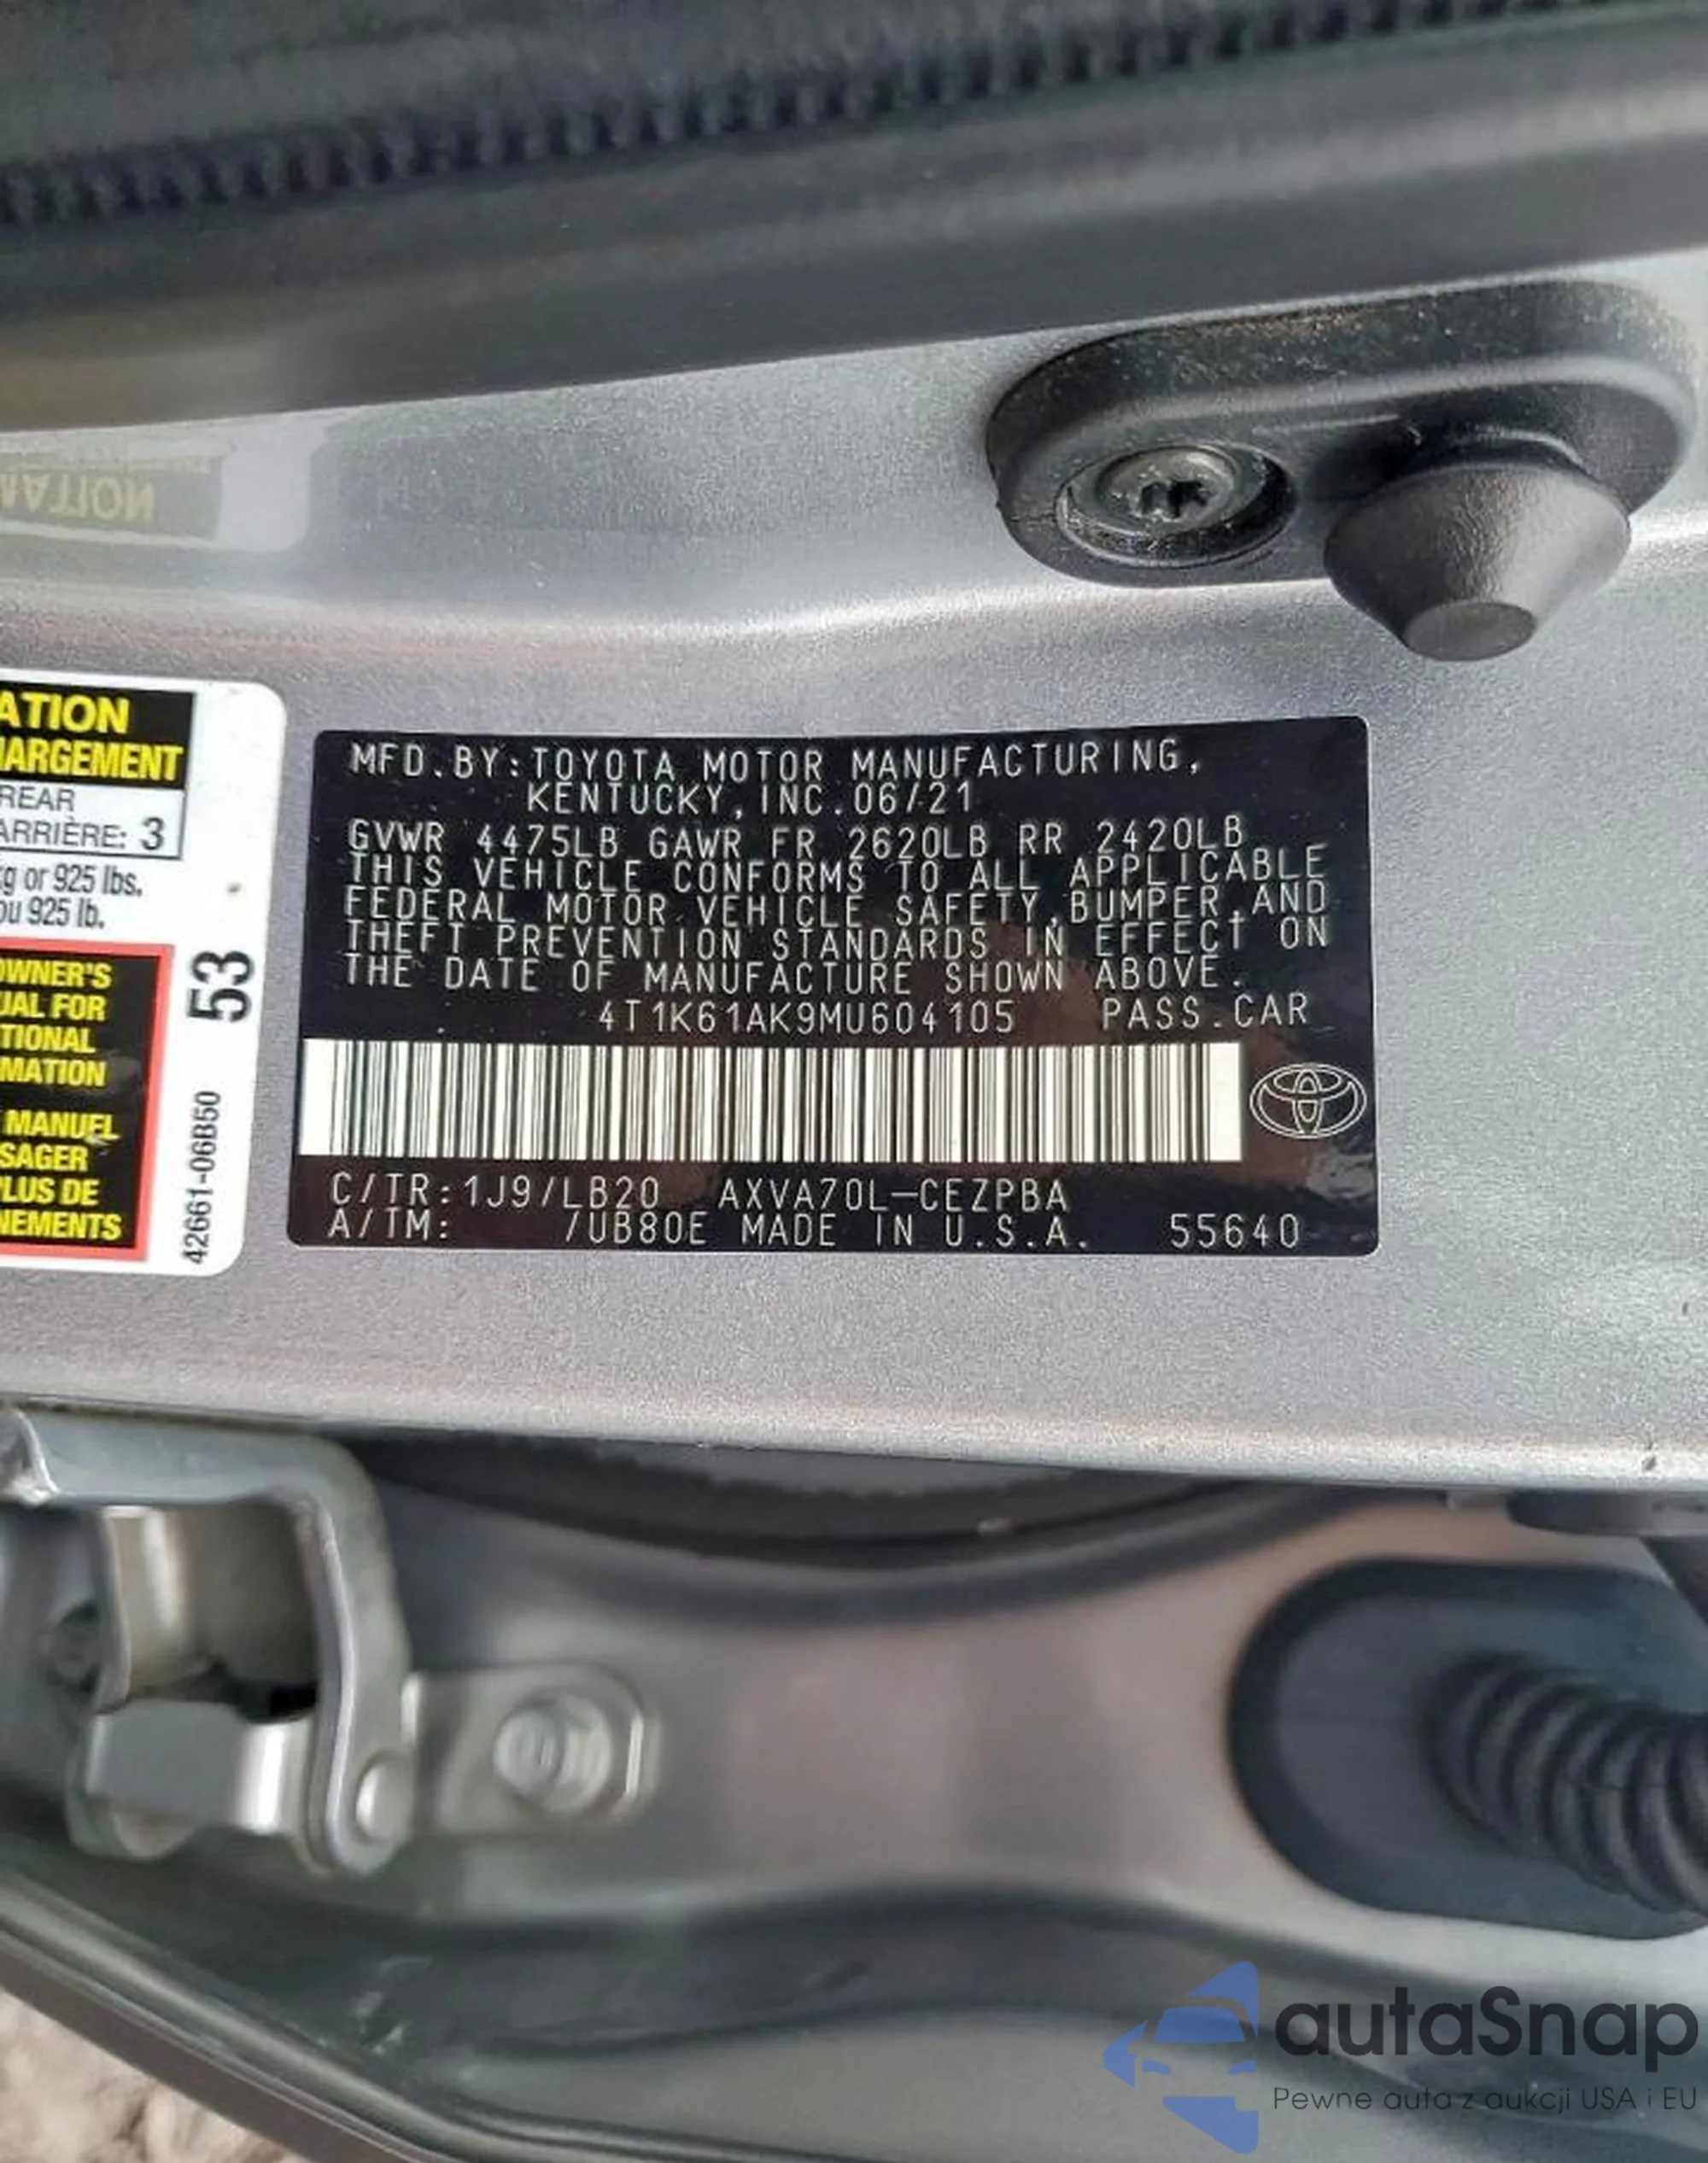 MATION
ATION
HARGEMENT
REAR
ARRIÈRE: 3
kg or 925 lbs.
ou 925 lb.
OWNER'S
UAL FOR
TIONAL
MATION
MANUEL
SAGER
PLUS DE
NEMENTS
53
42661-06B50
MFD.BY:TOYOTA MOTOR MANUFACTURING,
KENTUCKY,INC.06/21
GVWR 4475LB GAWR FR 2620LB RR 2420LB
THIS VEHICLE CONFORMS TO ALL APPLICABLE
FEDERAL MOTOR VEHICLE SAFETY,BUMPER,AND
THEFT PREVENTION STANDARDS IN EFFECT ON
THE DATE OF MANUFACTURE SHOWN ABOVE.
4T1K61AK9MU604105 PASS.CAR
C/TR:1J9/LB20 AXVA70L-CEZPBA
A/TM: /UB80E MADE IN U.S.A. 55640
autaSnap
Pewne auta z aukcji USA i EU